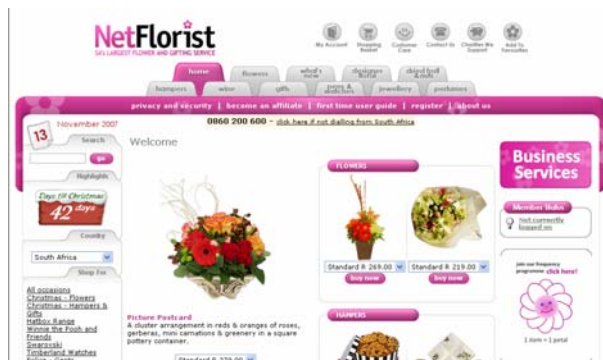 NetFlorist
SA's LARGEST FLOWER AND GIFTING SERVICE
My Account
Shopping Basket
Customer Care
Contact Us
Charities We Support
Add To Favourites
home
flowers
what's new
designer florist
dried fruit & nuts
hampers
wine
gifts
jewellery
perfumes
privacy and security | become an affiliate | first time user guide | register | about us
13
November 2007
0860 200 600 - click here if not dialling from South Africa
Search
go
Highlights
Days till Christmas
42 days
Country
South Africa
Shop For
All occasions
Christmas - Flowers
Christmas - Hampers &
Gifts
Hatbox Range
Winnie the Pooh and
Friends
Swarovski
Timberland Watches
Welcome
Picture Postcard
A cluster arrangement in reds & oranges of roses,
gerberas, mini carnations & greenery in a square
pottery container.
FLOWERS
Standard R 269.00
Standard R 219.00
buy now
buy now
HAMPERS
Business
Services
Member Status
Not currently
logged on
join our frequency
programme click here!
1 item = 1 petal